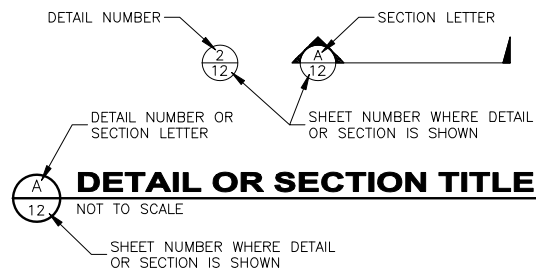 DETAIL NUMBER
SECTION LETTER
2
12
A
12
SHEET NUMBER WHERE DETAIL
OR SECTION IS SHOWN
DETAIL NUMBER OR
SECTION LETTER
A
12
DETAIL OR SECTION TITLE
NOT TO SCALE
SHEET NUMBER WHERE DETAIL
OR SECTION IS SHOWN